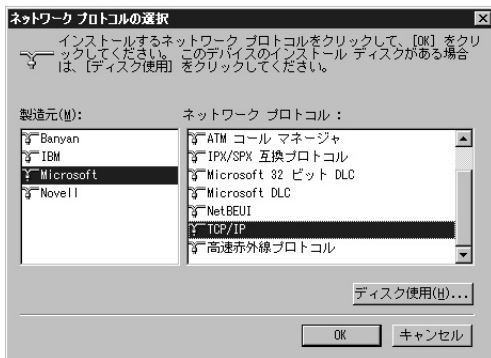 ネットワーク プロトコルの選択
インストールするネットワーク プロトコルをクリックして、[OK] をクリ
ックしてください。 このデバイスのインストール ディスクがある場合
は、[ディスク使用] をクリックしてください。
製造元(M):
Banyan
IBM
Microsoft
Novell
ネットワーク プロトコル :
ATM コール マネージャ
IPX/SPX 互換プロトコル
Microsoft 32 ビット DLC
Microsoft DLC
NetBEUI
TCP/IP
高速赤外線プロトコル
ディスク使用(H)...
OK
キャンセル